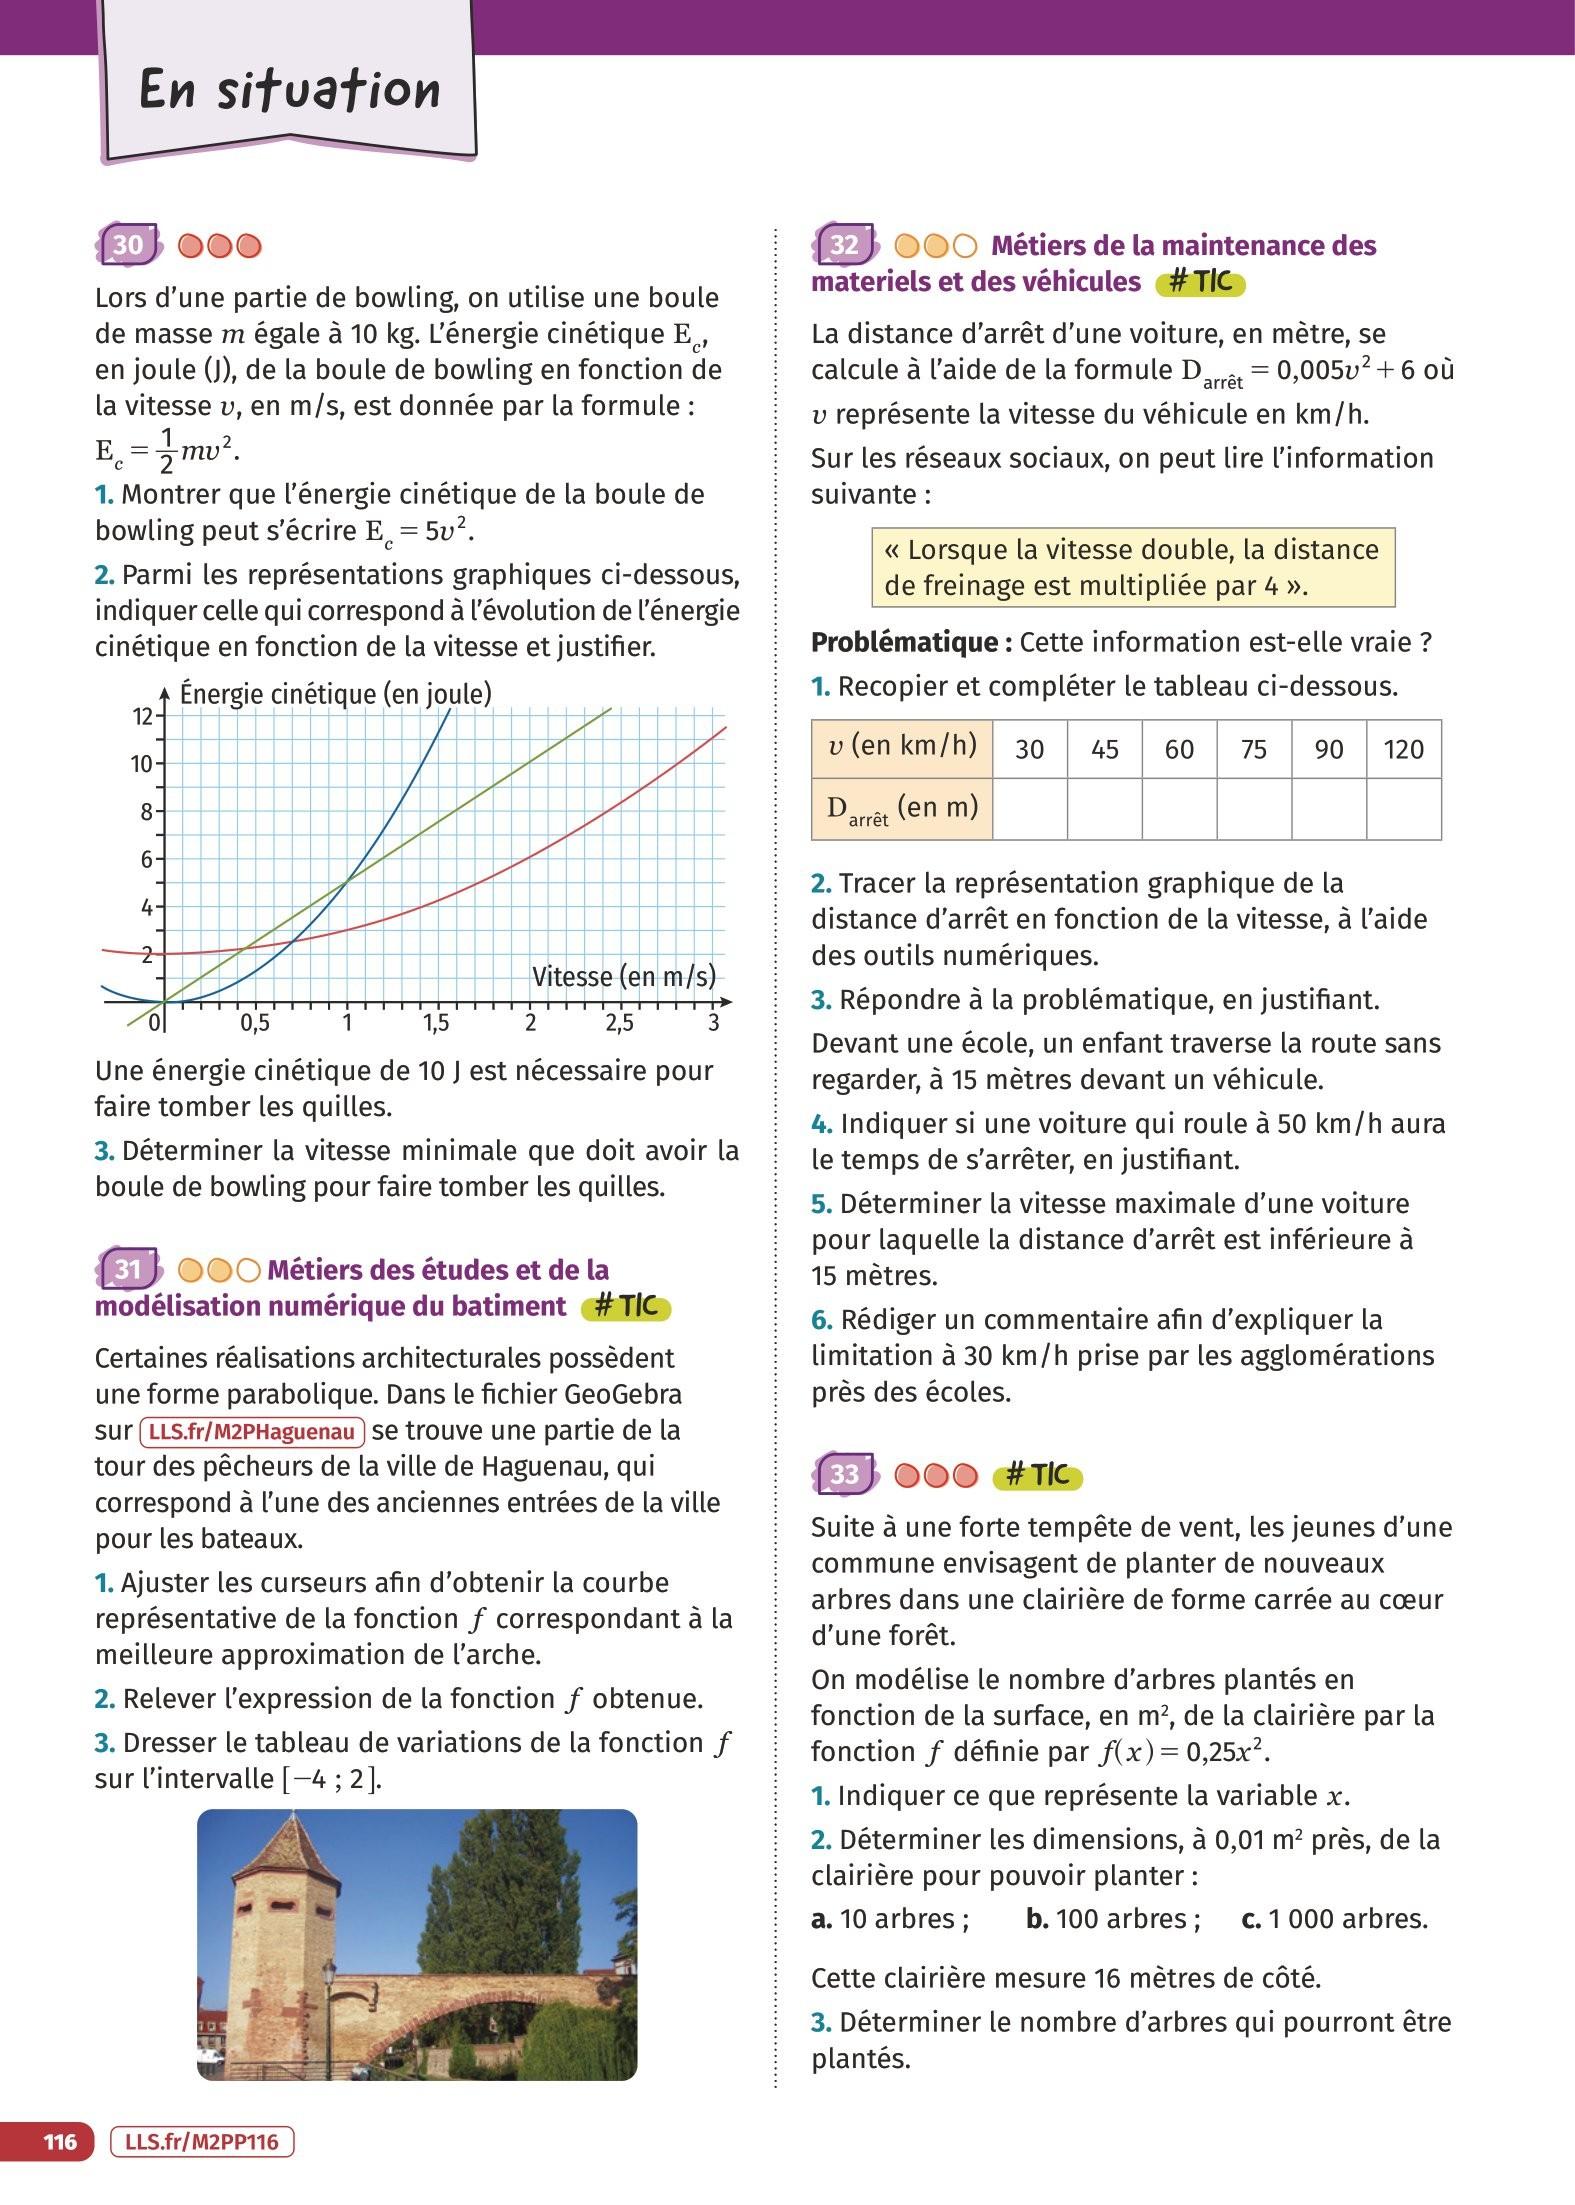 En situation
30
Lors d’une partie de bowling, on utilise une boule
de masse m égale à 10 kg. L’énergie cinétique E_c,
en joule (J), de la boule de bowling en fonction de
la vitesse v, en m/s, est donnée par la formule :
E_c = 1/2 mv².
1. Montrer que l’énergie cinétique de la boule de
bowling peut s’écrire E_c = 5v².
2. Parmi les représentations graphiques ci-dessous,
indiquer celle qui correspond à l’évolution de l’énergie
cinétique en fonction de la vitesse et justifier.
Énergie cinétique (en joule)
12
10
8
6
4
2
Vitesse (en m/s)
0 0,5 1 1,5 2 2,5 3
Une énergie cinétique de 10 J est nécessaire pour
faire tomber les quilles.
3. Déterminer la vitesse minimale que doit avoir la
boule de bowling pour faire tomber les quilles.
31 Métiers des études et de la
modélisation numérique du batiment # TIC
Certaines réalisations architecturales possèdent
une forme parabolique. Dans le fichier GeoGebra
sur LLS.fr/M2PHaguenau se trouve une partie de la
tour des pêcheurs de la ville de Haguenau, qui
correspond à l’une des anciennes entrées de la ville
pour les bateaux.
1. Ajuster les curseurs afin d’obtenir la courbe
représentative de la fonction f correspondant à la
meilleure approximation de l’arche.
2. Relever l’expression de la fonction f obtenue.
3. Dresser le tableau de variations de la fonction f
sur l’intervalle [−4 ; 2].
32 Métiers de la maintenance des
materiels et des véhicules # TIC
La distance d’arrêt d’une voiture, en mètre, se
calcule à l’aide de la formule D_arrêt = 0,005v² + 6 où
v représente la vitesse du véhicule en km/h.
Sur les réseaux sociaux, on peut lire l’information
suivante :
« Lorsque la vitesse double, la distance
de freinage est multipliée par 4 ».
Problématique : Cette information est-elle vraie ?
1. Recopier et compléter le tableau ci-dessous.
v (en km/h) 30 45 60 75 90 120
D_arrêt (en m)
2. Tracer la représentation graphique de la
distance d’arrêt en fonction de la vitesse, à l’aide
des outils numériques.
3. Répondre à la problématique, en justifiant.
Devant une école, un enfant traverse la route sans
regarder, à 15 mètres devant un véhicule.
4. Indiquer si une voiture qui roule à 50 km/h aura
le temps de s’arrêter, en justifiant.
5. Déterminer la vitesse maximale d’une voiture
pour laquelle la distance d’arrêt est inférieure à
15 mètres.
6. Rédiger un commentaire afin d’expliquer la
limitation à 30 km/h prise par les agglomérations
près des écoles.
33 # TIC
Suite à une forte tempête de vent, les jeunes d’une
commune envisagent de planter de nouveaux
arbres dans une clairière de forme carrée au cœur
d’une forêt.
On modélise le nombre d’arbres plantés en
fonction de la surface, en m², de la clairière par la
fonction f définie par f(x) = 0,25x².
1. Indiquer ce que représente la variable x.
2. Déterminer les dimensions, à 0,01 m² près, de la
clairière pour pouvoir planter :
a. 10 arbres ; b. 100 arbres ; c. 1 000 arbres.
Cette clairière mesure 16 mètres de côté.
3. Déterminer le nombre d’arbres qui pourront être
plantés.
116 LLS.fr/M2PP116